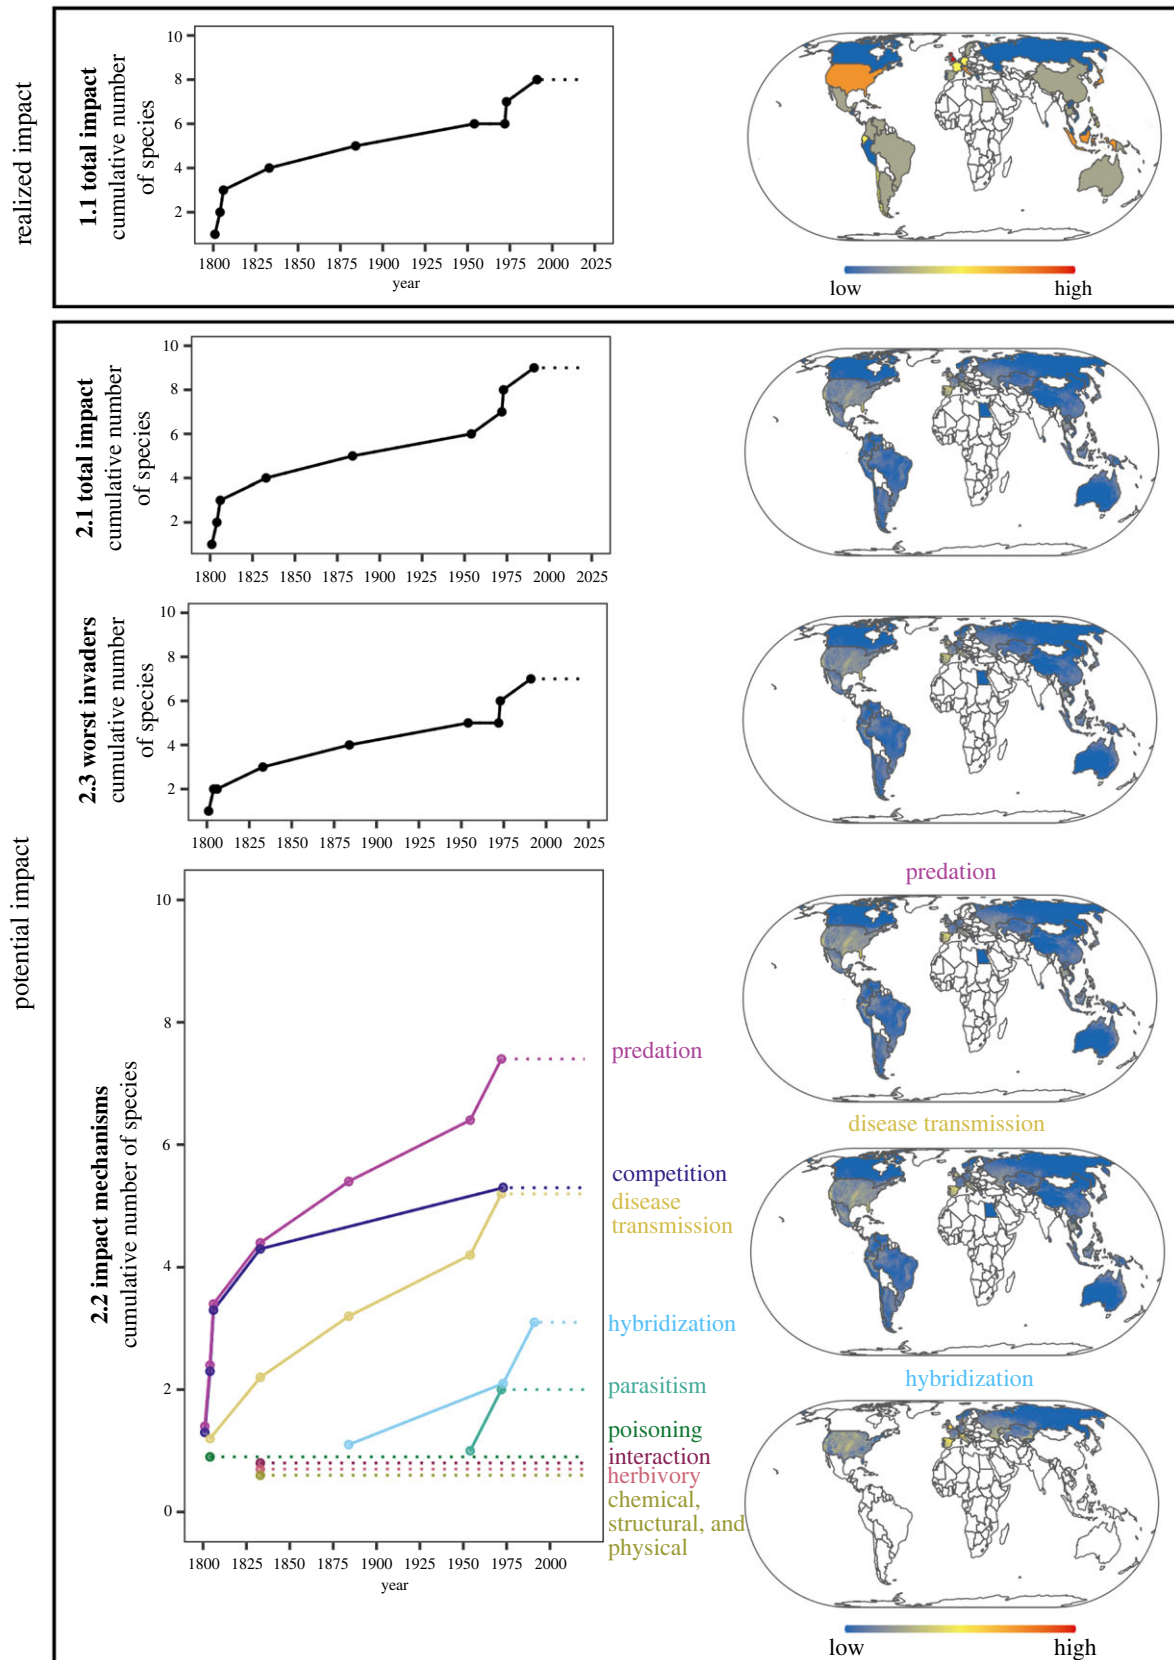 realized impact
1.1 total impact
cumulative number
of species
10
8
6
4
2
1800 1825 1850 1875 1900 1925 1950 1975 2000 2025
year
low high
potential impact
2.1 total impact
cumulative number
of species
10
8
6
4
2
1800 1825 1850 1875 1900 1925 1950 1975 2000 2025
2.3 worst invaders
cumulative number
of species
10
8
6
4
2
1800 1825 1850 1875 1900 1925 1950 1975 2000 2025
2.2 impact mechanisms
cumulative number of species
10
8
6
4
2
0
1800 1825 1850 1875 1900 1925 1950 1975 2000
year
predation
competition
disease
transmission
hybridization
parasitism
poisoning
interaction
herbivory
chemical,
structural, and
physical
predation
disease transmission
hybridization
low high